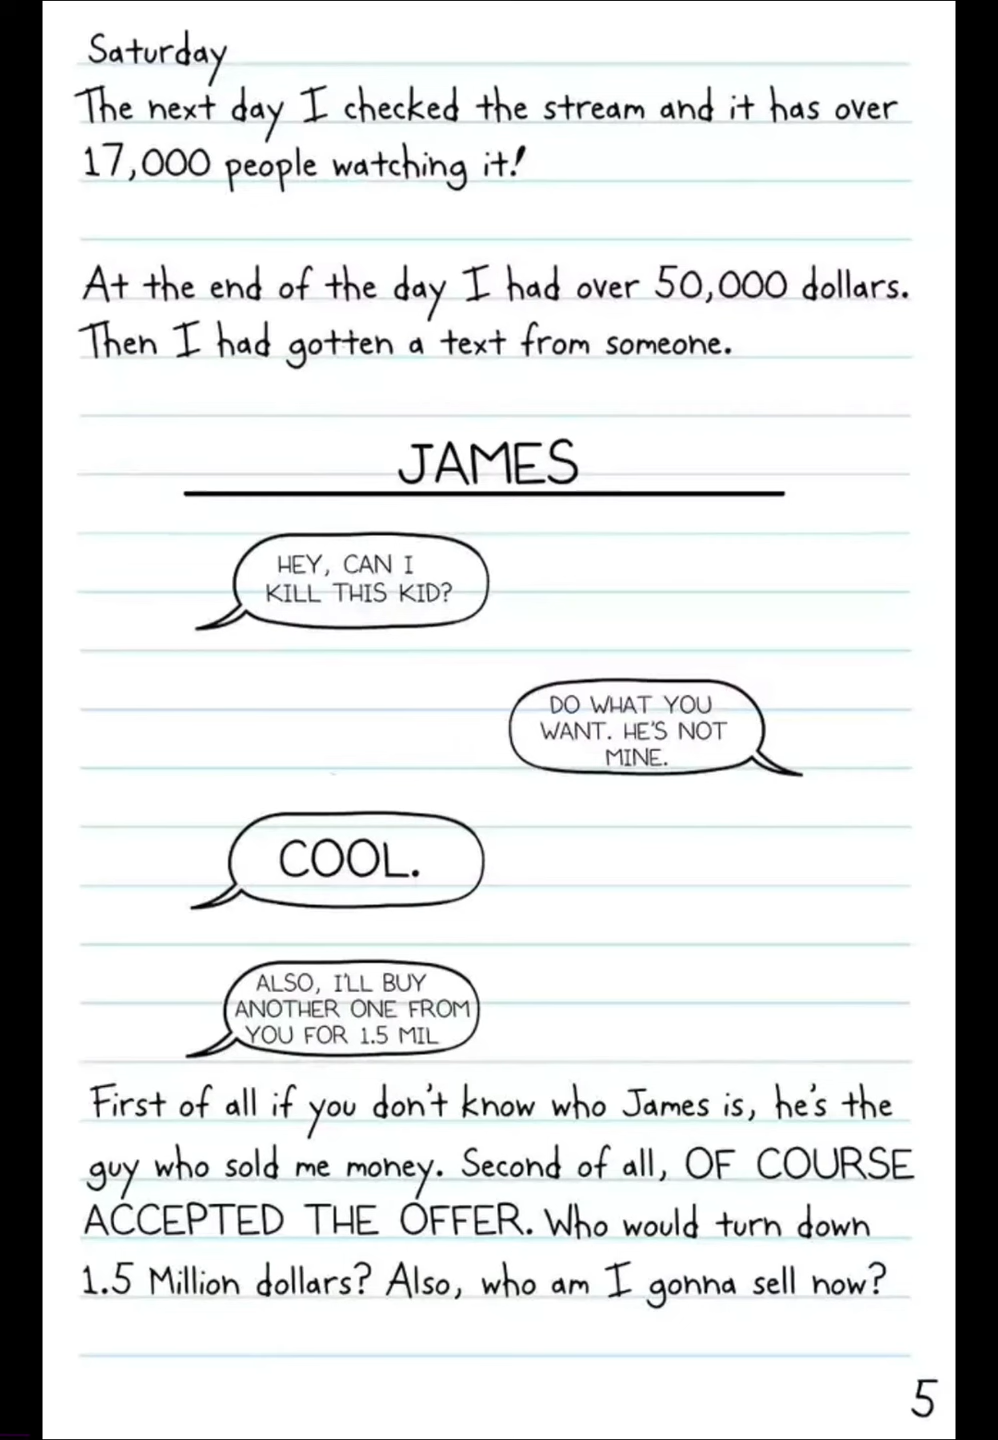 Saturday
The next day I checked the stream and it has over
17,000 people watching it!
At the end of the day I had over 50,000 dollars.
Then I had gotten a text from someone.
JAMES
HEY, CAN I
KILL THIS KID?
DO WHAT YOU
WANT. HE'S NOT
MINE.
COOL.
ALSO, I'LL BUY
ANOTHER ONE FROM
YOU FOR 1.5 MIL
First of all if you don't know who James is, he's the
guy who sold me money. Second of all, OF COURSE
ACCEPTED THE OFFER. Who would turn down
1.5 Million dollars? Also, who am I gonna sell now?
5